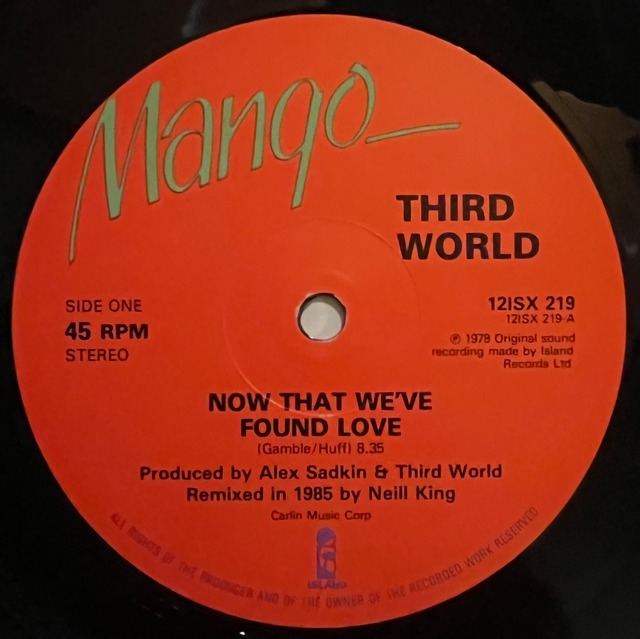 Mango
THIRD
WORLD
SIDE ONE
45 RPM
STEREO
12ISX 219
12ISX 219-A
℗ 1978 Original sound
recording made by Island
Records Ltd
NOW THAT WE'VE
FOUND LOVE
(Gamble/Huff) 8.35
Produced by Alex Sadkin & Third World
Remixed in 1985 by Neill King
Carlin Music Corp
ISLAND
ALL RIGHTS OF THE PRODUCER AND OF THE OWNER OF THE RECORDED WORK RESERVED